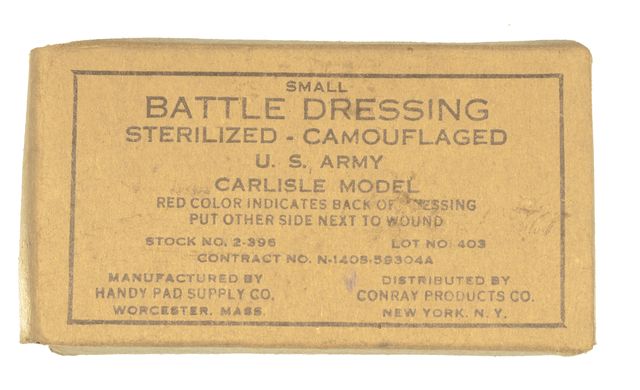 SMALL
BATTLE DRESSING
STERILIZED - CAMOUFLAGED
U. S. ARMY
CARLISLE MODEL
RED COLOR INDICATES BACK OF DRESSING
PUT OTHER SIDE NEXT TO WOUND
STOCK NO. 2-396 LOT NO. 403
CONTRACT NO. N-1405-59304A
MANUFACTURED BY DISTRIBUTED BY
HANDY PAD SUPPLY CO. CONRAY PRODUCTS CO.
WORCESTER, MASS. NEW YORK, N. Y.